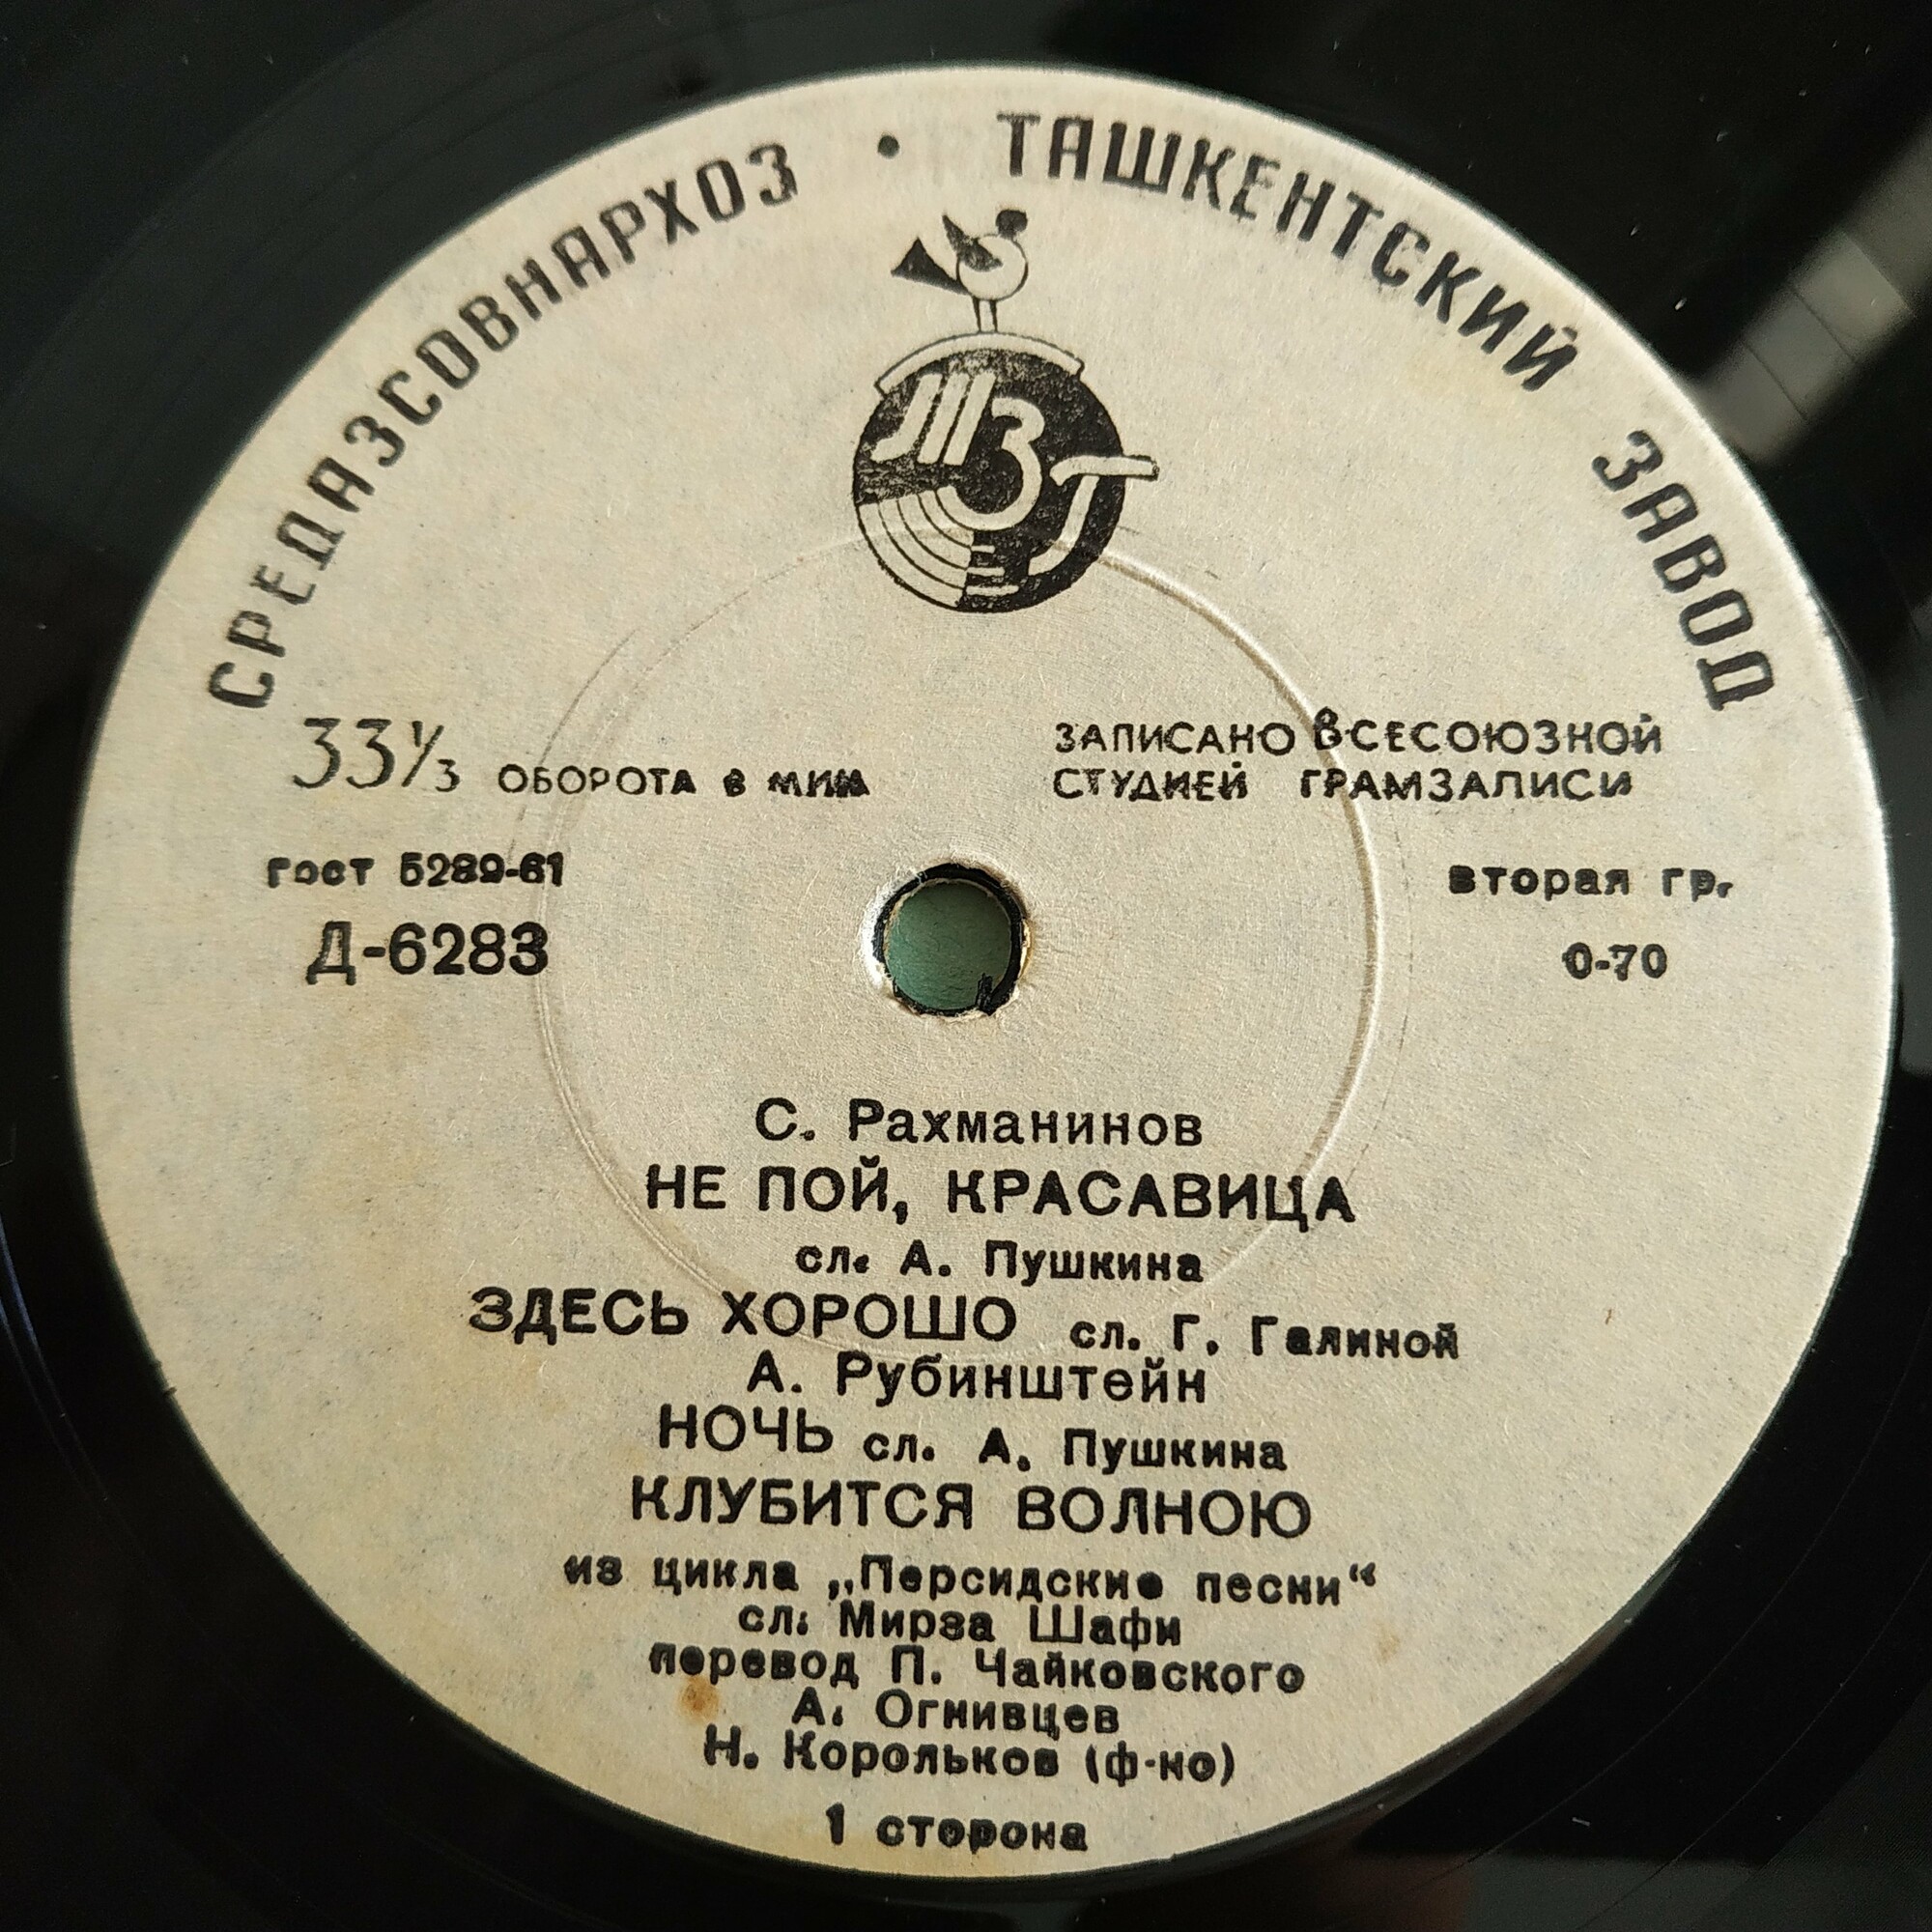 СРЕДАЗСОВНАРХОЗ • ТАШКЕНТСКИЙ ЗАВОД
ТЗГ
33⅓ ОБОРОТА в МИН
ЗАПИСАНО ВСЕСОЮЗНОЙ
СТУДИЕЙ ГРАМЗАПИСИ
гост 5289-61
вторая гр.
Д-6283
0-70
С. Рахманинов
НЕ ПОЙ, КРАСАВИЦА
сл. А. Пушкина
ЗДЕСЬ ХОРОШО сл. Г. Галиной
А. Рубинштейн
НОЧЬ сл. А. Пушкина
КЛУБИТСЯ ВОЛНОЮ
из цикла „Персидские песни“
сл. Мирза Шафи
перевод П. Чайковского
А. Огнивцев
Н. Корольков (ф-но)
1 сторона